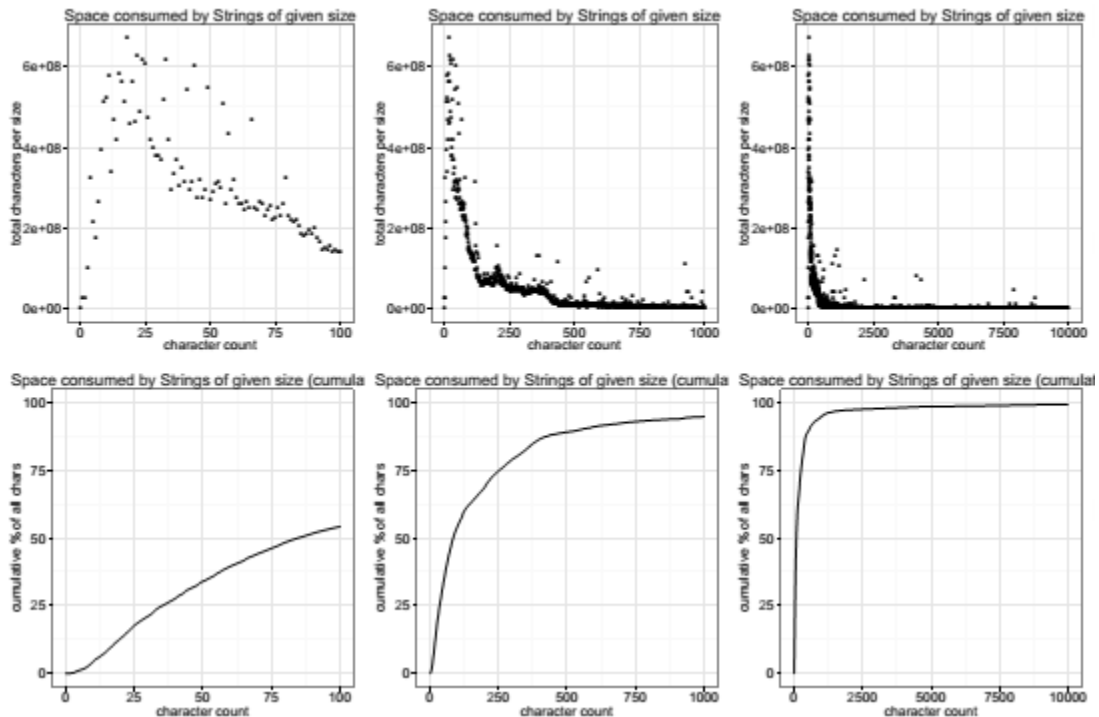 Space consumed by Strings of given size
total characters per size
6e+08
4e+08
2e+08
0e+00
0
25
50
75
100
character count
Space consumed by Strings of given size
total characters per size
6e+08
4e+08
2e+08
0e+00
0
250
500
750
1000
character count
Space consumed by Strings of given size
total characters per size
6e+08
4e+08
2e+08
0e+00
0
2500
5000
7500
10000
character count
Space consumed by Strings of given size (cumula
cumulative % of all chars
100
75
50
25
0
0
25
50
75
100
character count
Space consumed by Strings of given size (cumula
cumulative % of all chars
100
75
50
25
0
0
250
500
750
1000
character count
Space consumed by Strings of given size (cumulat
cumulative % of all chars
100
75
50
25
0
0
2500
5000
7500
10000
character count